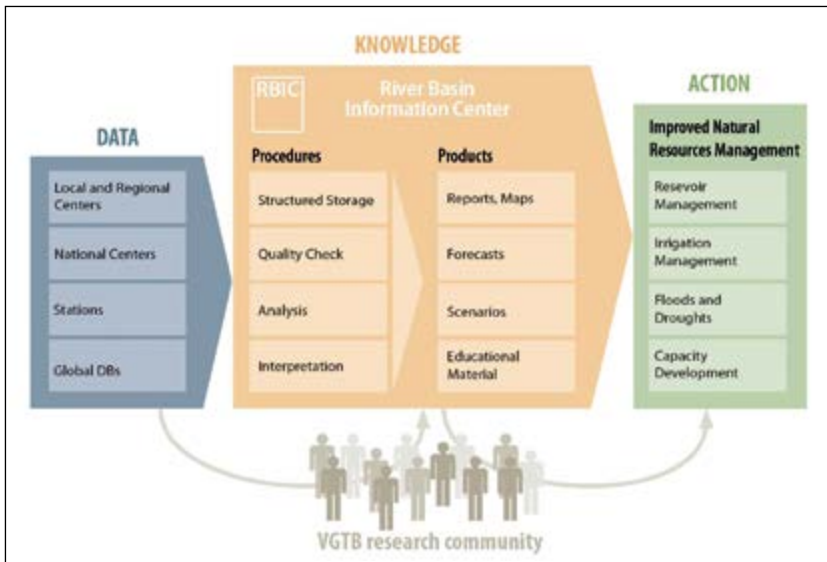 KNOWLEDGE
RBIC
River Basin
Information Center
ACTION
Improved Natural
Resources Management
DATA
Procedures
Products
Local and Regional
Centers
National Centers
Stations
Global DBs
Structured Storage
Quality Check
Analysis
Interpretation
Reports, Maps
Forecasts
Scenarios
Educational
Material
Resevoir
Management
Irrigation
Management
Floods and
Droughts
Capacity
Development
VGTB research community